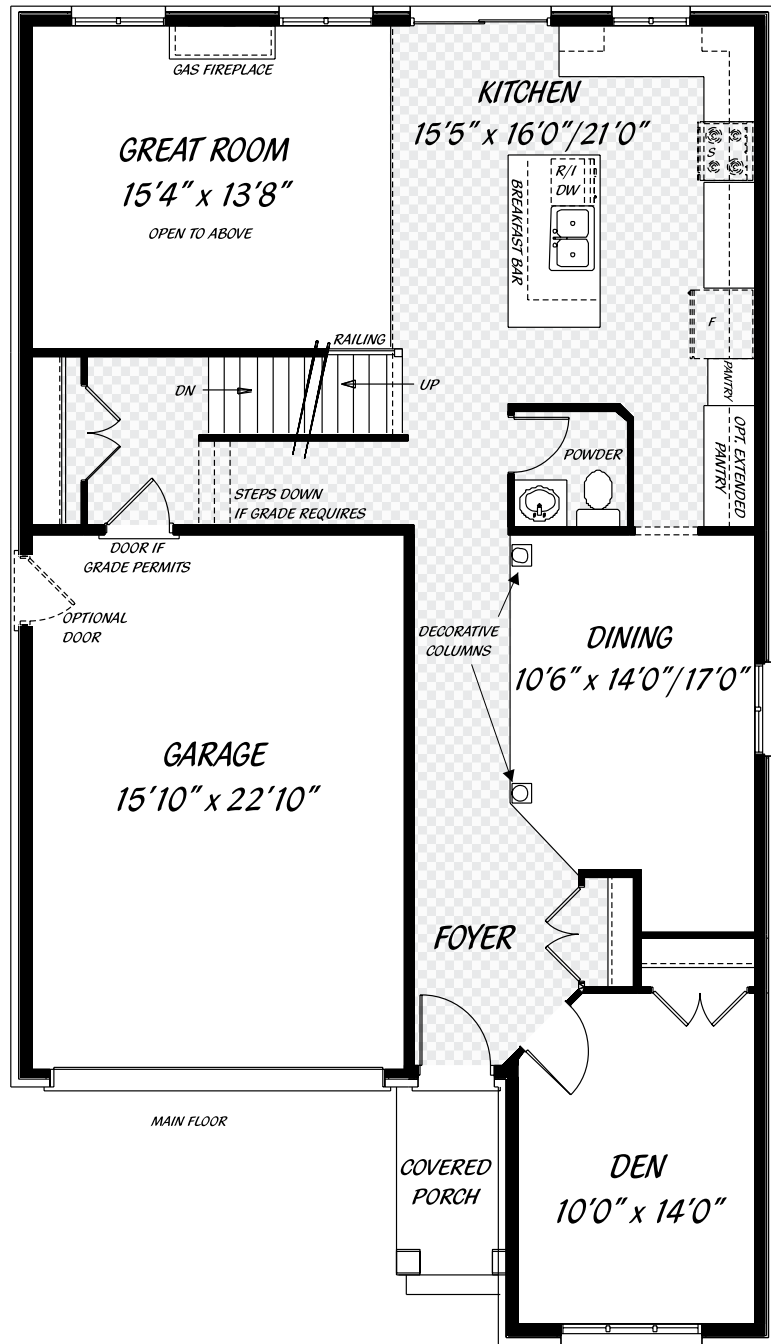 GAS FIREPLACE
KITCHEN
15'5" x 16'0"/21'0"
GREAT ROOM
15'4" x 13'8"
OPEN TO ABOVE
S
R/I
DW
BREAKFAST BAR
F
RAILING
DN
UP
PANTRY
OPT. EXTENDED
PANTRY
POWDER
STEPS DOWN
IF GRADE REQUIRES
DOOR IF
GRADE PERMITS
OPTIONAL
DOOR
DECORATIVE
COLUMNS
DINING
10'6" x 14'0"/17'0"
GARAGE
15'10" x 22'10"
FOYER
MAIN FLOOR
COVERED
PORCH
DEN
10'0" x 14'0"